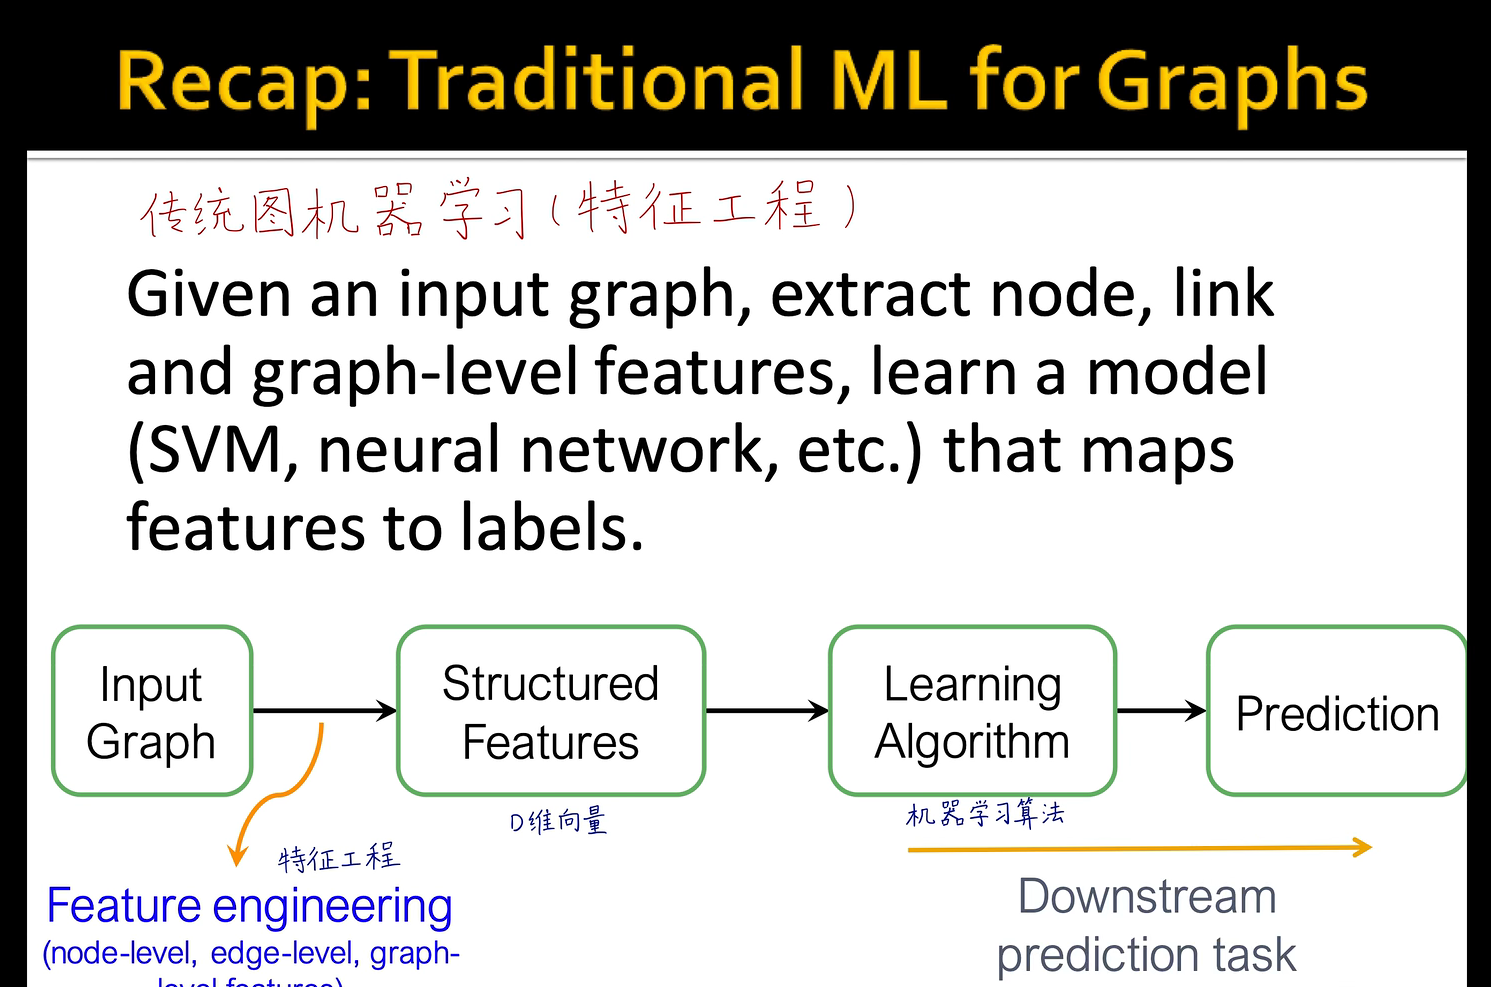 Recap: Traditional ML for Graphs
传统图机器学习(特征工程)
Given an input graph, extract node, link
and graph-level features, learn a model
(SVM, neural network, etc.) that maps
features to labels.
Input
Graph
Structured
Features
Learning
Algorithm
Prediction
D维向量
机器学习算法
特征工程
Feature engineering
(node-level, edge-level, graph-
level features)
Downstream
prediction task